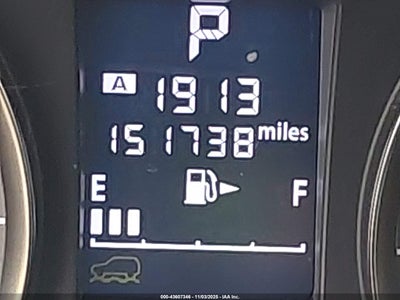 P
A 1913
151738 miles
E F
000-43607346 - 11/03/2025 - IAA Inc.